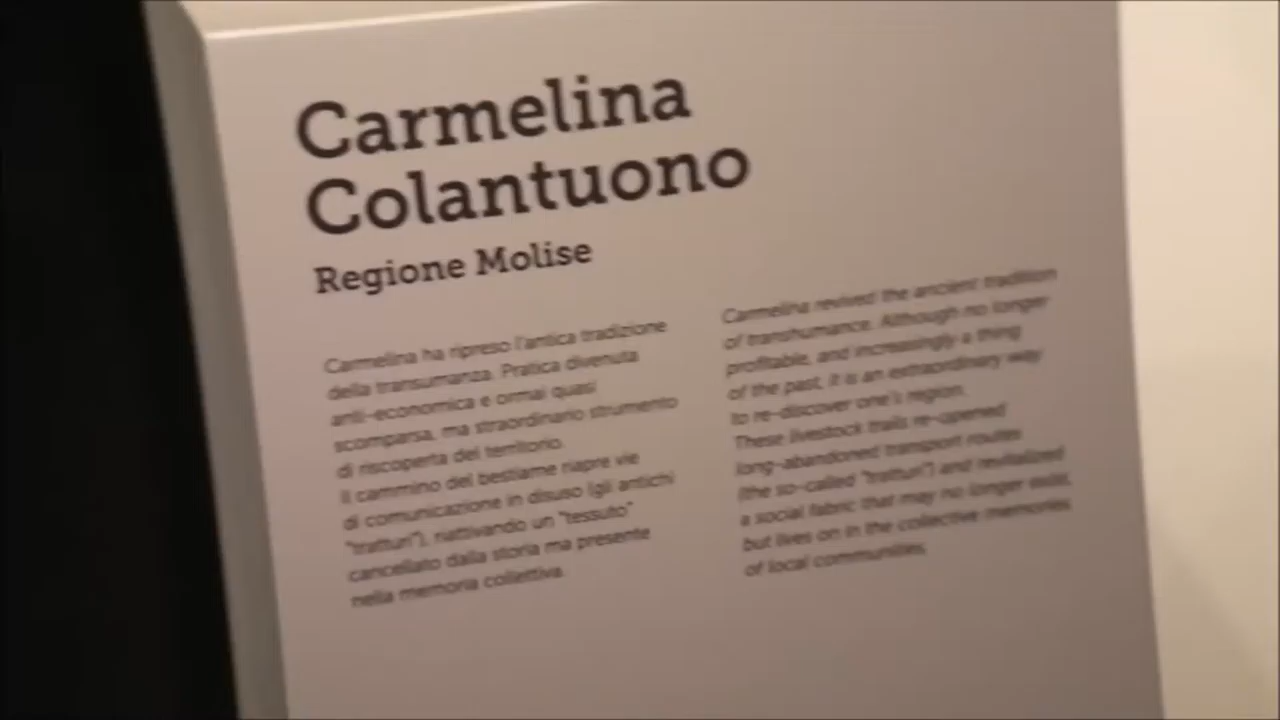 Carmelina
Colantuono
Regione Molise
Carmelina ha ripreso l'antica tradizione
della transumanza. Pratica divenuta
anti-economica e ormai quasi
scomparsa, ma straordinario strumento
di riscoperta del territorio.
Il cammino del bestiame riapre vie
di comunicazione in disuso (gli antichi
"tratturi"), riattivando un "tessuto"
cancellato dalla storia ma presente
nella memoria collettiva.
Carmelina revived the ancient tradition
of transhumance. Although no longer
profitable, and increasingly a thing
of the past, it is an extraordinary way
to re-discover one's region.
These livestock trails re-opened
long-abandoned transport routes
(the so-called "tratturi") and revitalized
a social fabric that may no longer exist,
but lives on in the collective memories
of local communities.